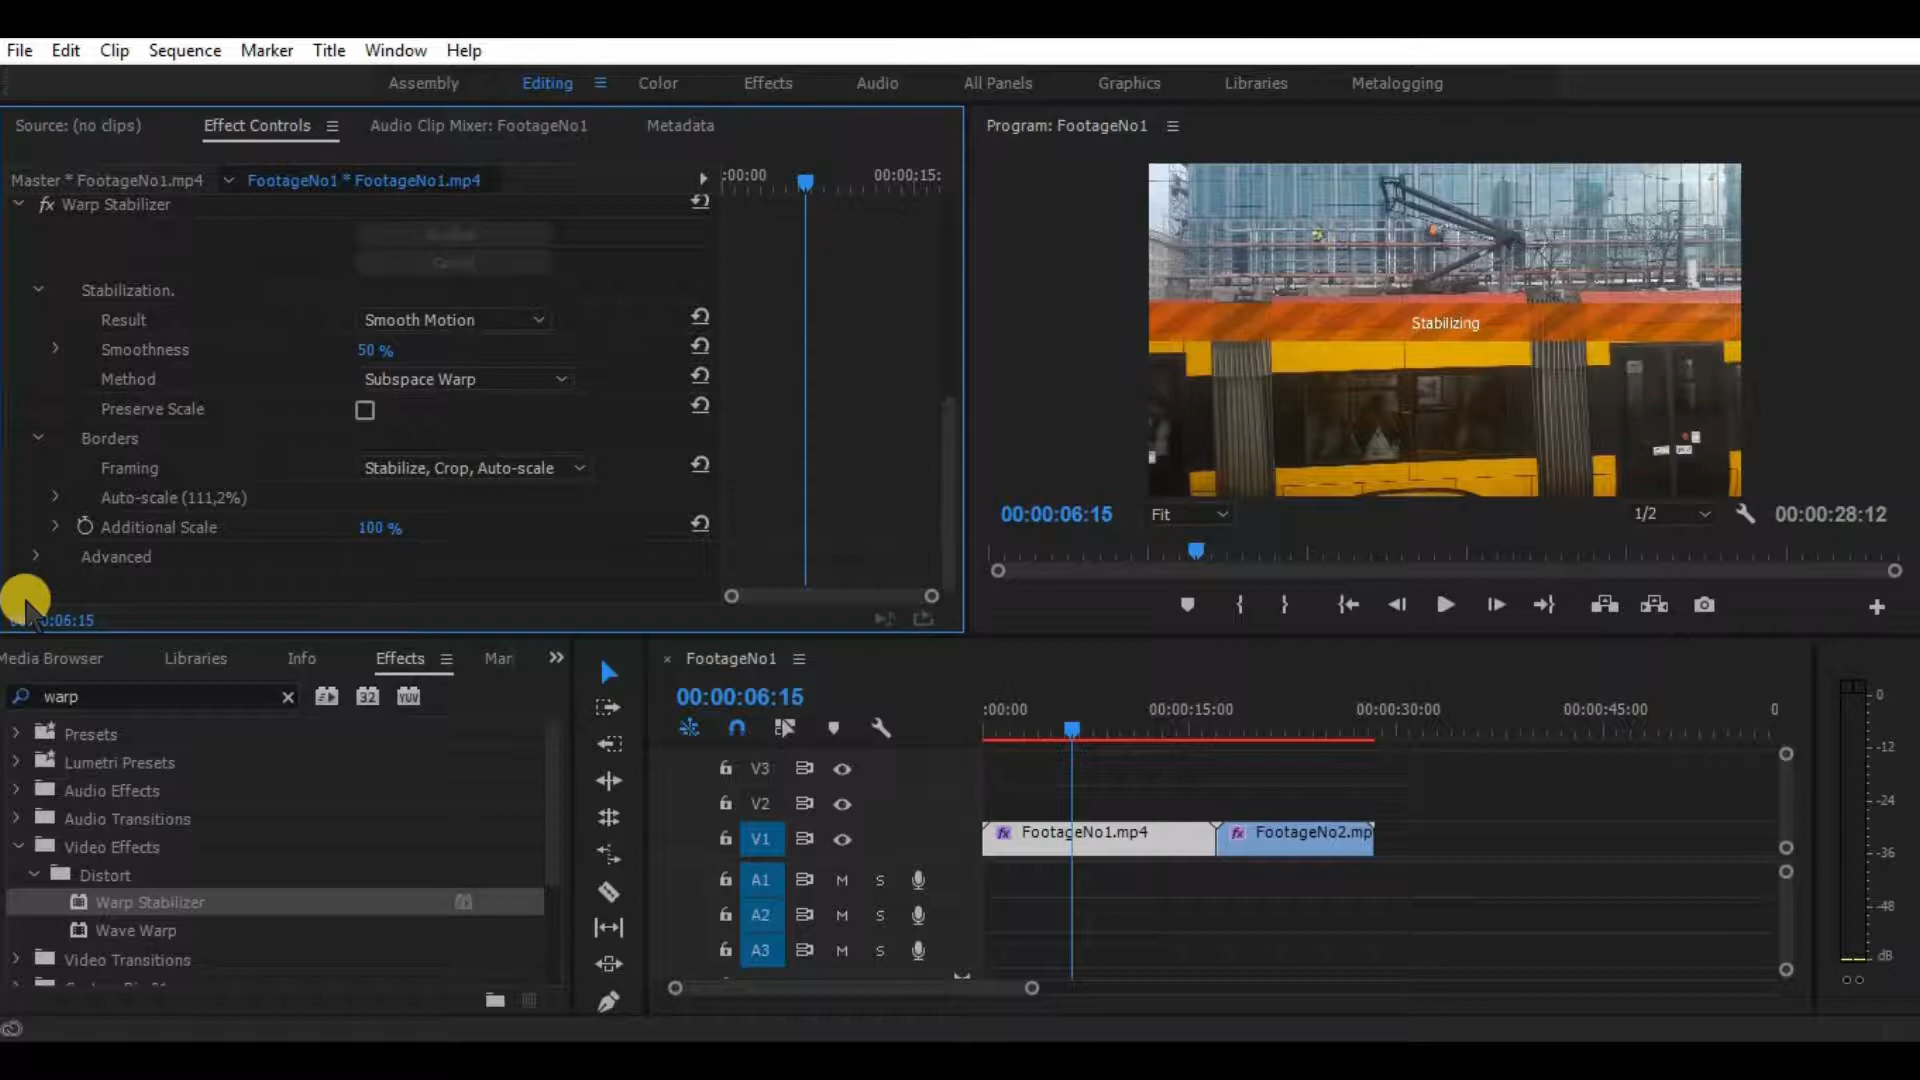 File Edit Clip Sequence Marker Title Window Help
Assembly Editing Color Effects Audio All Panels Graphics Libraries Metalogging
Source: (no clips) Effect Controls Audio Clip Mixer: FootageNo1 Metadata
Program: FootageNo1
Master * FootageNo1.mp4 FootageNo1 * FootageNo1.mp4
:00:00 00:00:15:
fx Warp Stabilizer
Stabilization.
Result Smooth Motion
Smoothness 50 %
Method Subspace Warp
Preserve Scale
Borders
Framing Stabilize, Crop, Auto-scale
Auto-scale (111,2%)
Additional Scale 100 %
Advanced
:06:15
Stabilizing
00:00:06:15 Fit 1/2 00:00:28:12
Media Browser Libraries Info Effects Mar
warp
32 YUV
Presets
Lumetri Presets
Audio Effects
Audio Transitions
Video Effects
Distort
Warp Stabilizer
Wave Warp
Video Transitions
× FootageNo1
00:00:06:15
:00:00 00:00:15:00 00:00:30:00 00:00:45:00 0
V3
V2
V1 fx FootageNo1.mp4 fx FootageNo2.mp
A1 M S
A2 M S
A3 M S
0
-12
-24
-36
-48
dB